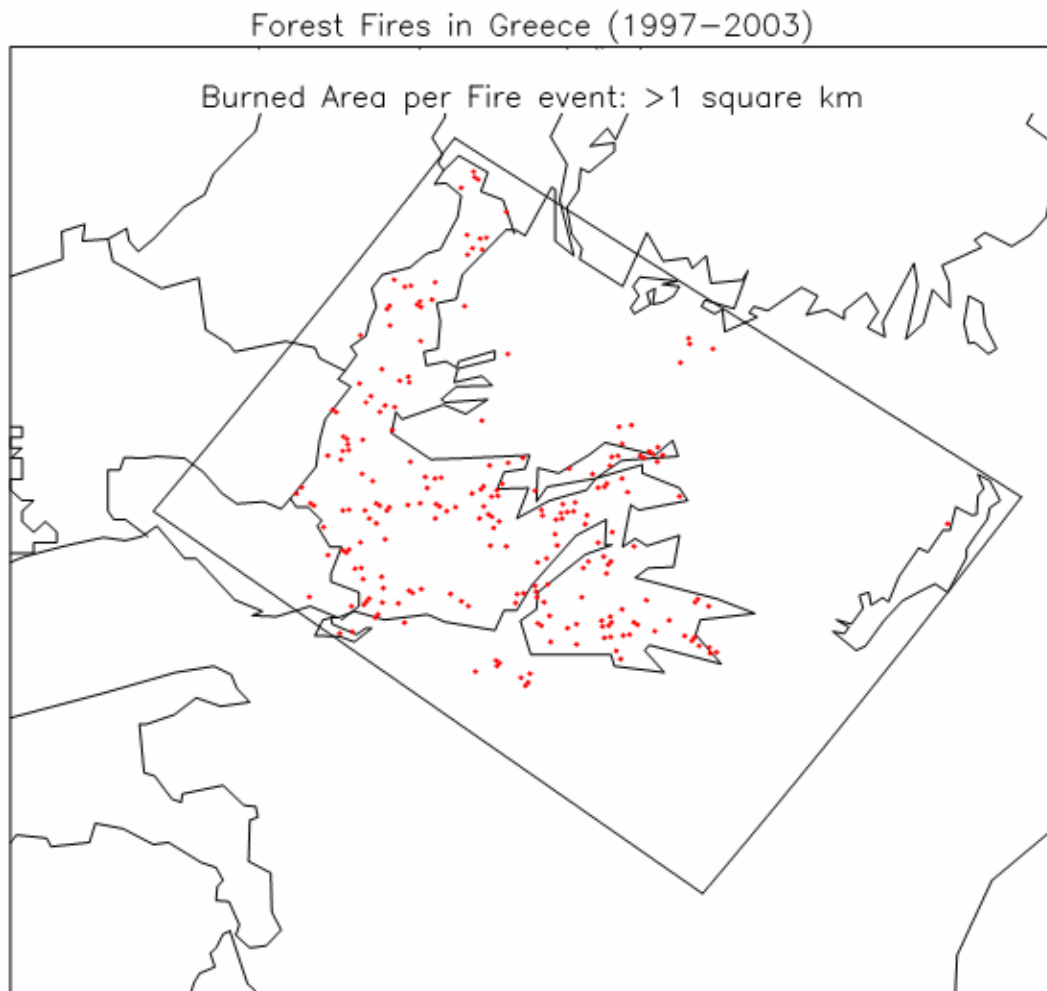 Forest Fires in Greece (1997−2003)
Burned Area per Fire event: >1 square km